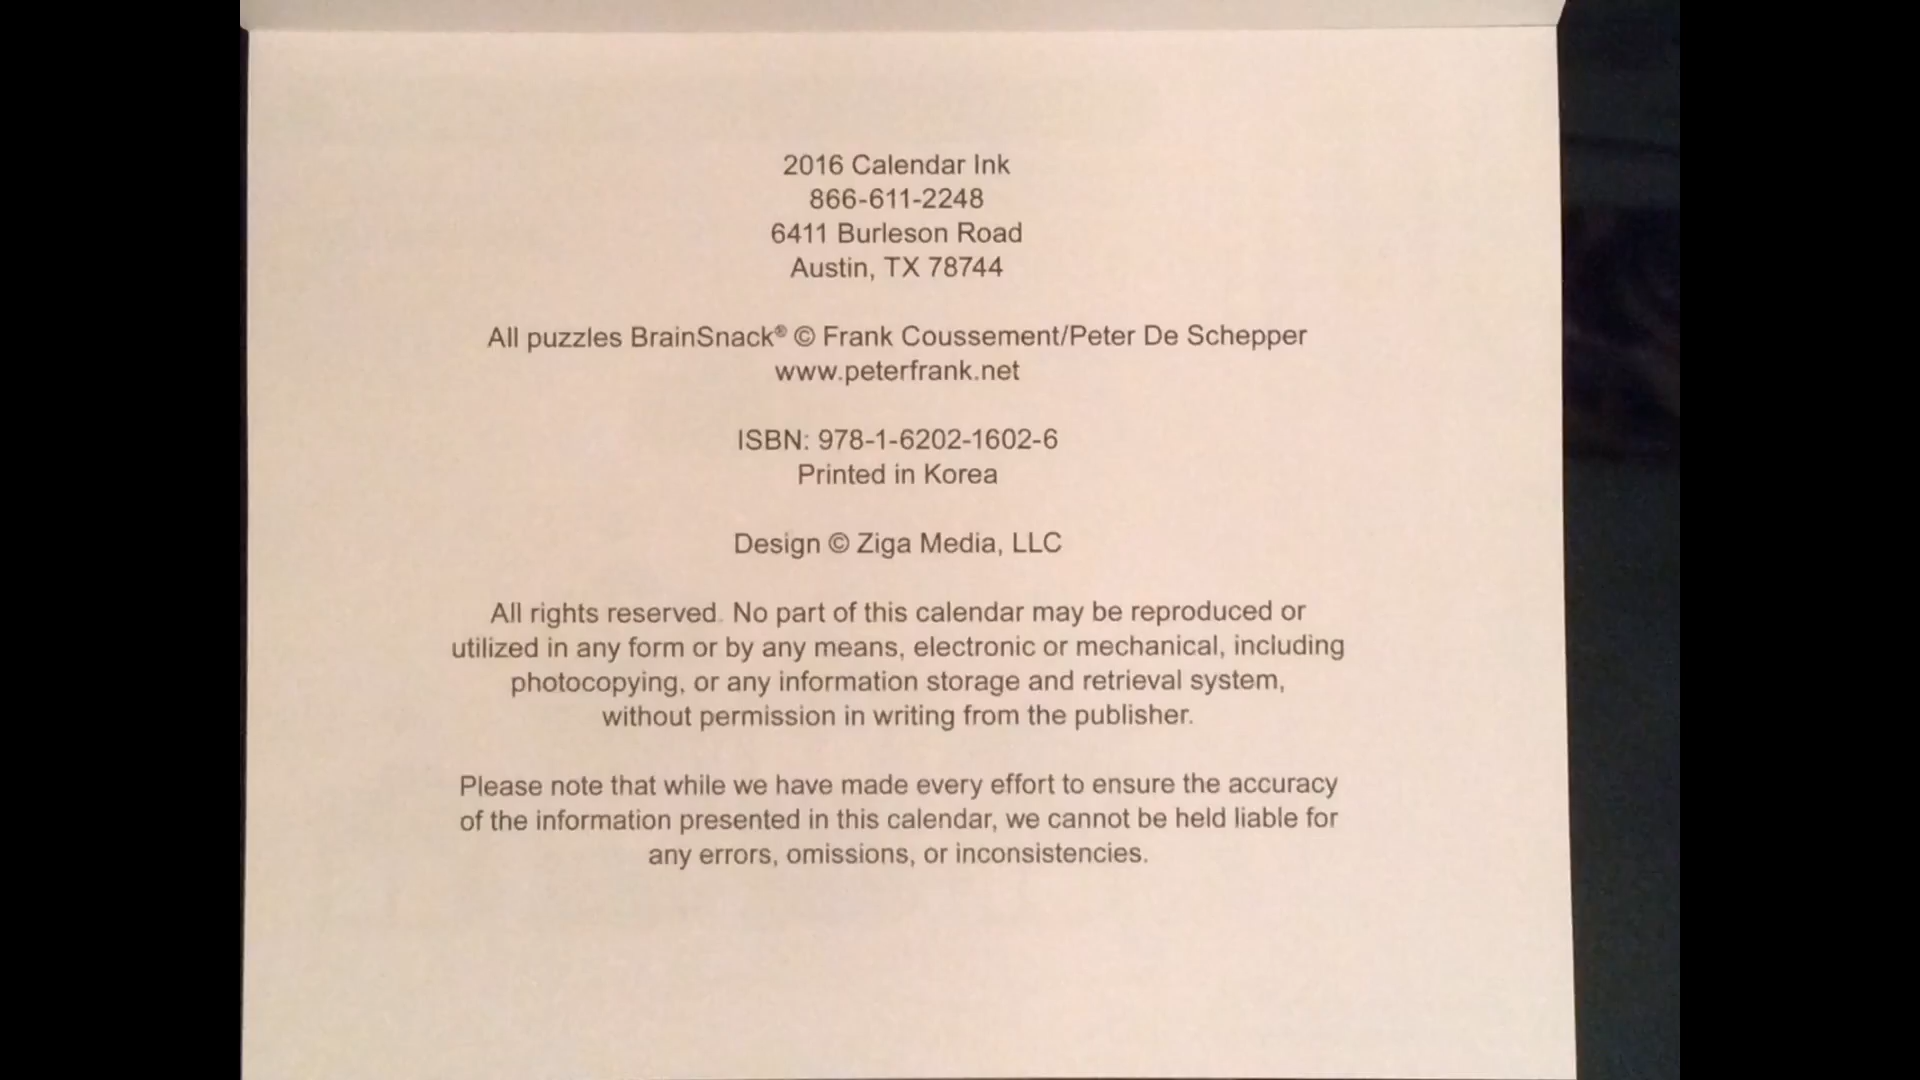 2016 Calendar Ink
866-611-2248
6411 Burleson Road
Austin, TX 78744
All puzzles BrainSnack® © Frank Coussement/Peter De Schepper
www.peterfrank.net
ISBN: 978-1-6202-1602-6
Printed in Korea
Design © Ziga Media, LLC
All rights reserved. No part of this calendar may be reproduced or
utilized in any form or by any means, electronic or mechanical, including
photocopying, or any information storage and retrieval system,
without permission in writing from the publisher.
Please note that while we have made every effort to ensure the accuracy
of the information presented in this calendar, we cannot be held liable for
any errors, omissions, or inconsistencies.